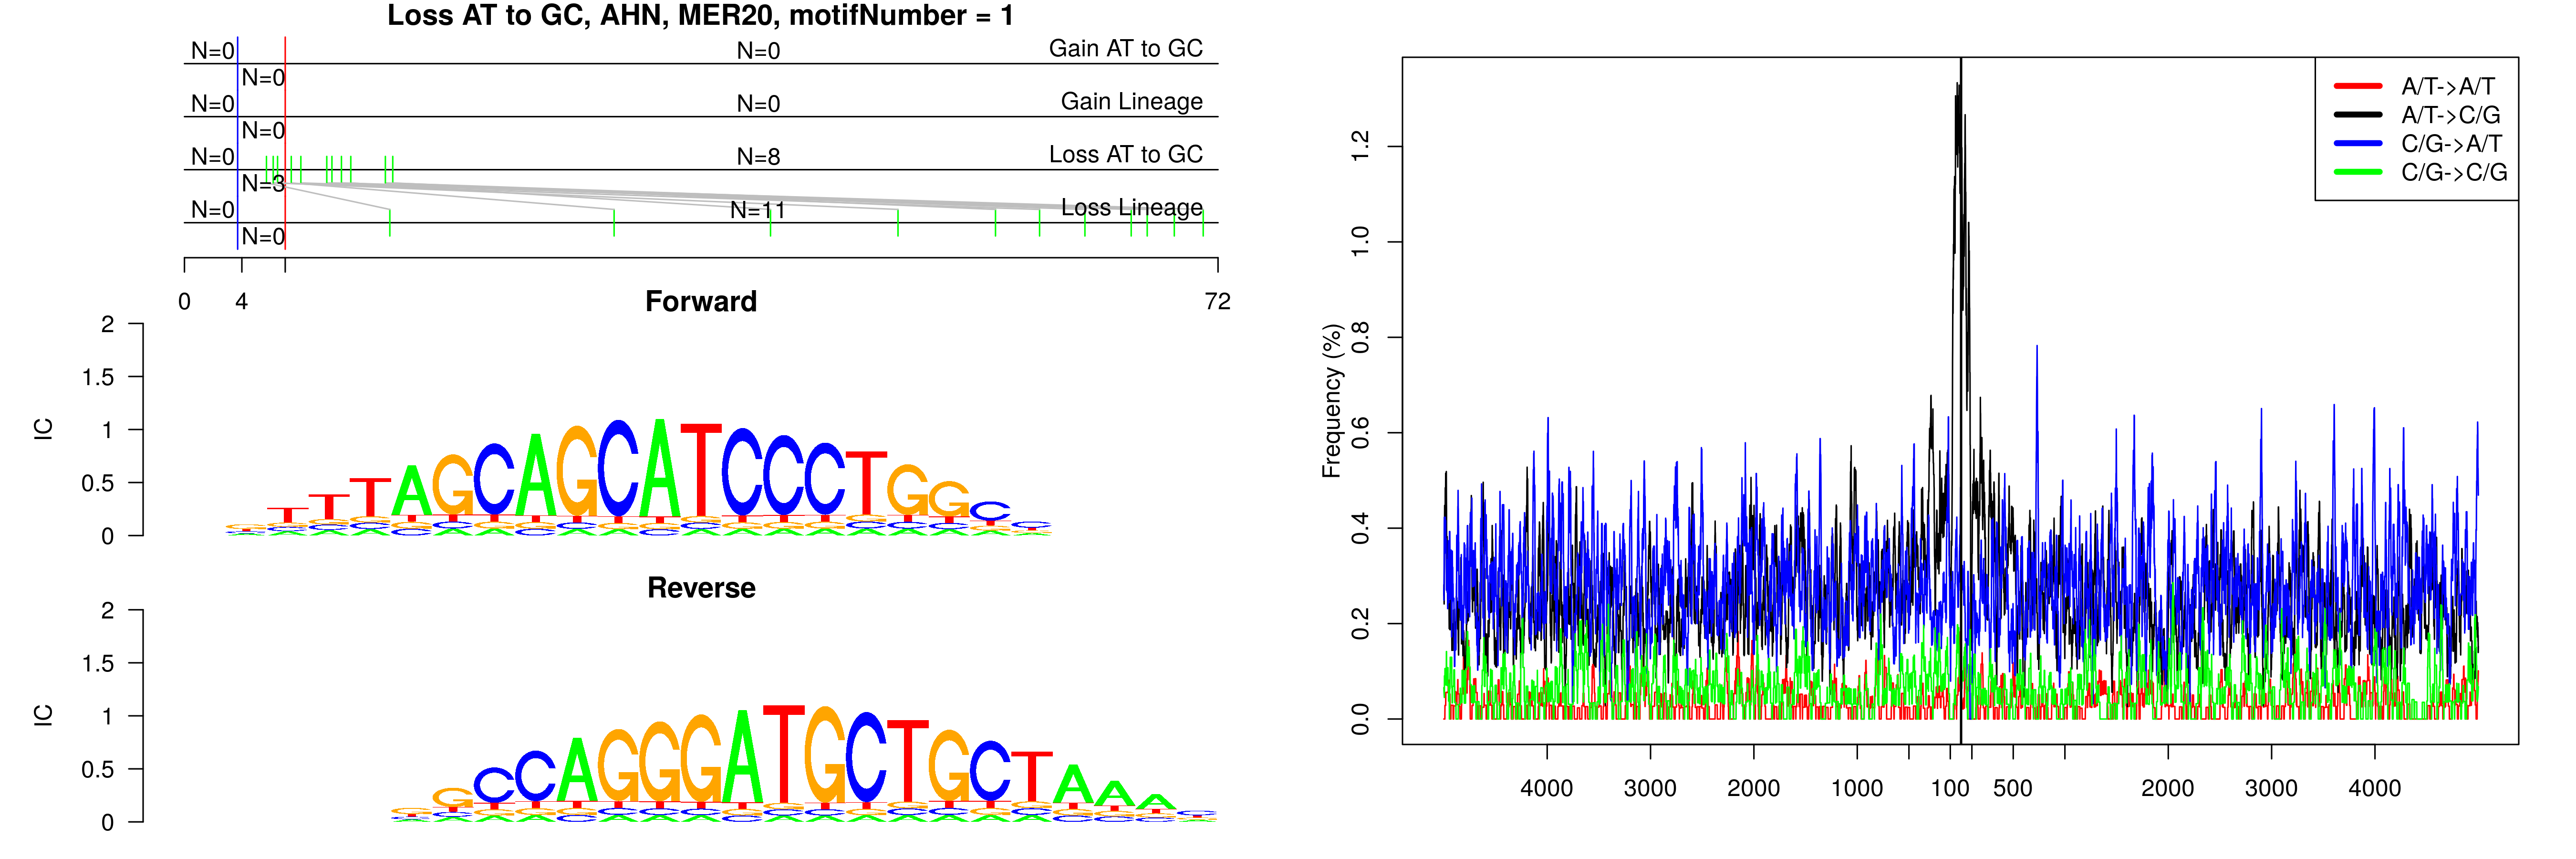 Loss AT to GC, AHN, MER20, motifNumber = 1
N=0 N=0 Gain AT to GC
N=0
N=0 N=0 Gain Lineage
N=0
N=0 N=8 Loss AT to GC
N=3
N=0 N=11 Loss Lineage
N=0
0 4 72
Forward
IC
2
1.5
1
0.5
0
T T T A G C A G C A T C C C T G G C
Reverse
IC
2
1.5
1
0.5
0
G C C A G G G A T G C T G C T A A A
Frequency (%)
1.2
1.0
0.8
0.6
0.4
0.2
0.0
4000 3000 2000 1000 100 500 2000 3000 4000
A/T->A/T
A/T->C/G
C/G->A/T
C/G->C/G